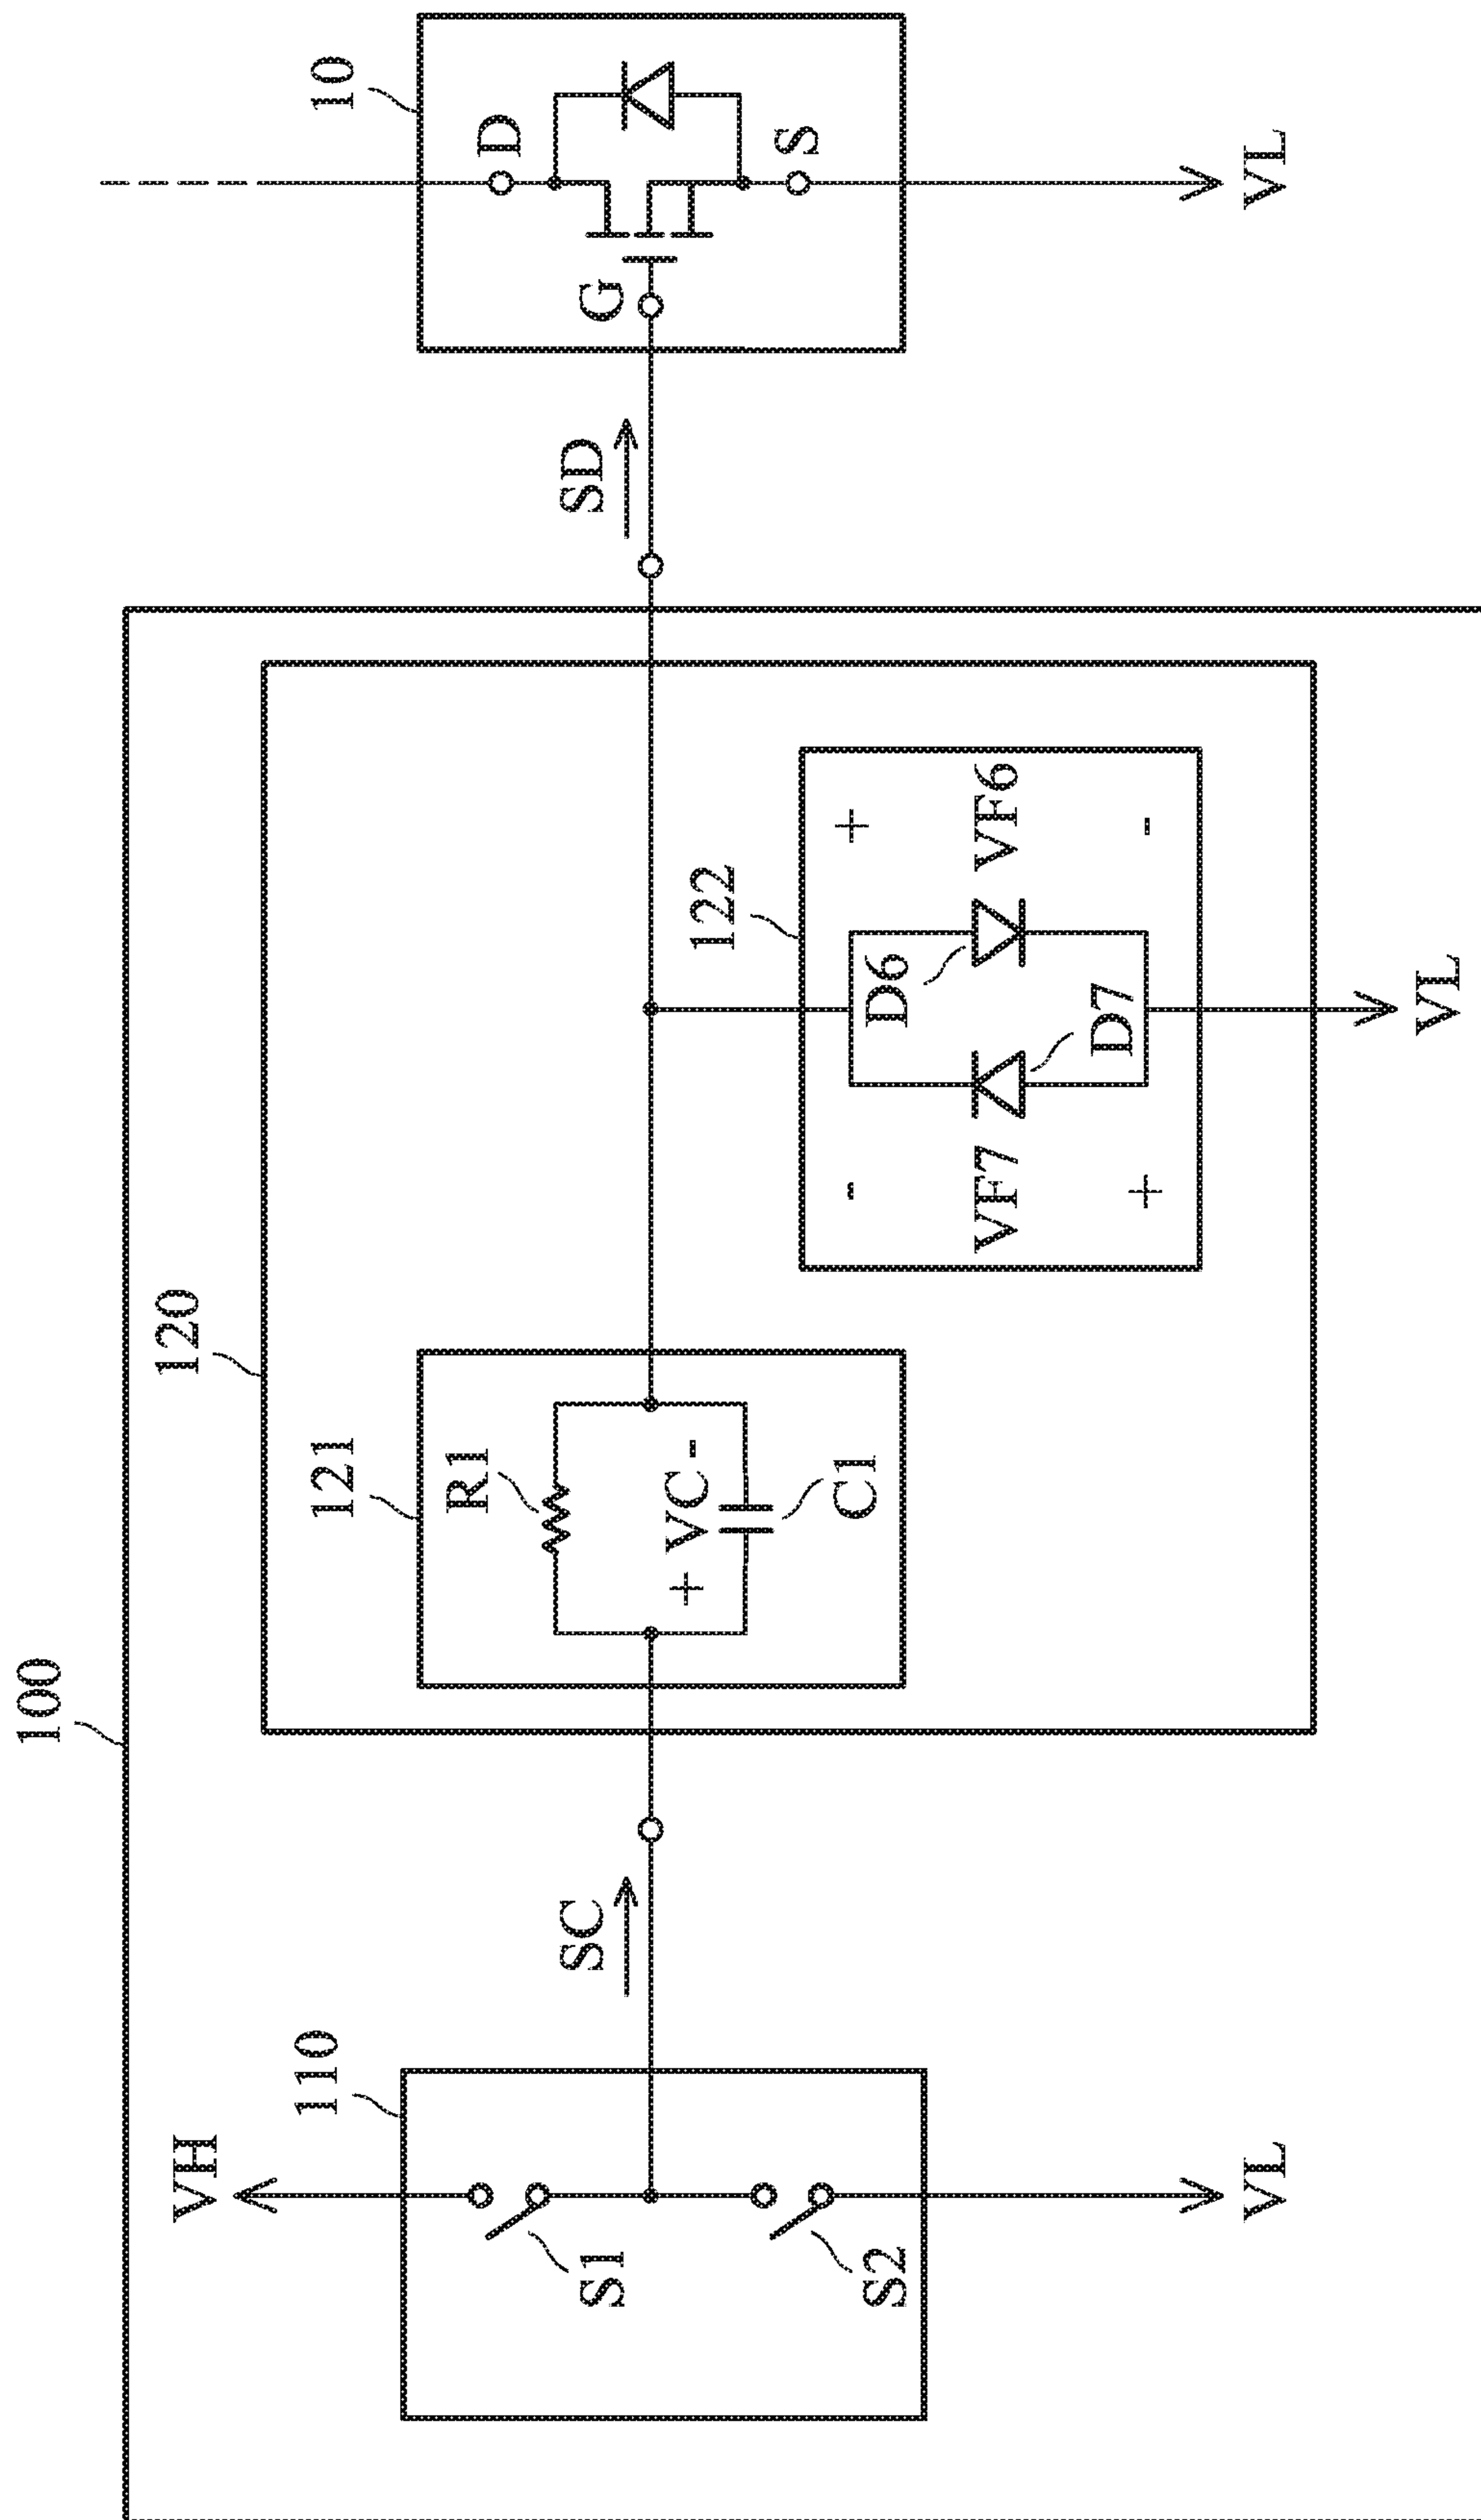 100
120
VH
110
S1
S2
VL
SC
121
R1
+ VC -
C1
122
- +
VF7
D6
VF6
D7
+ -
VL
SD
10
D
G
S
VL